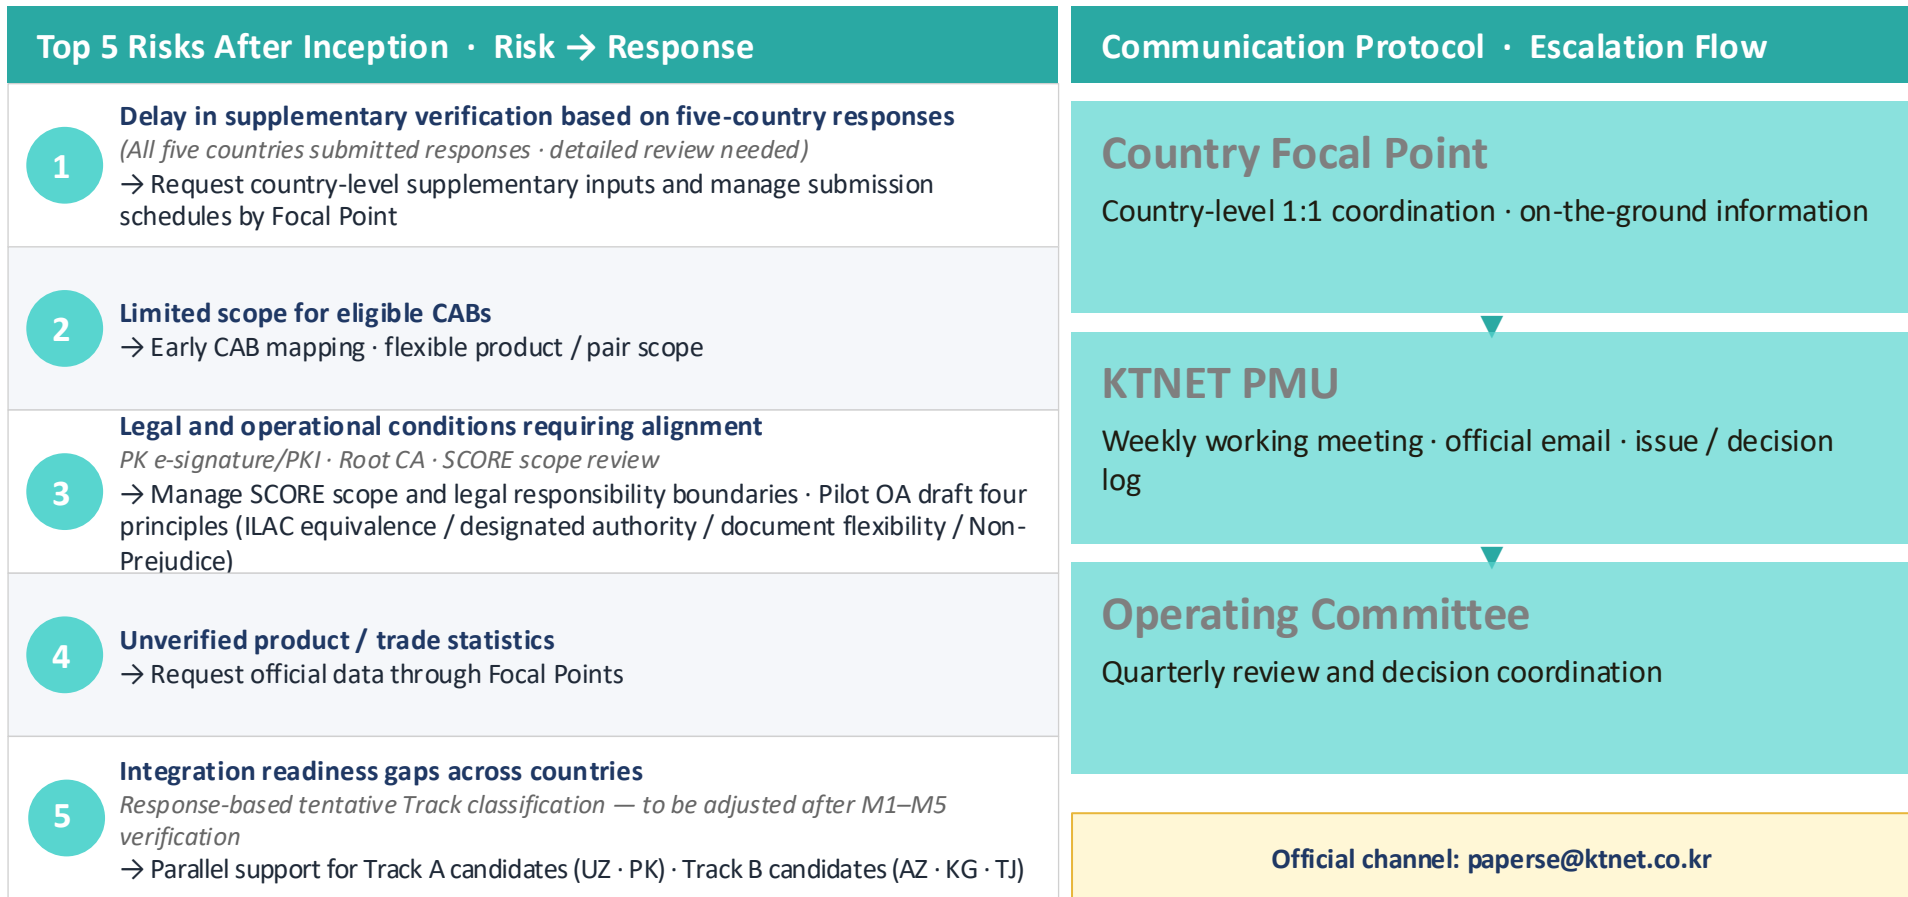 Top 5 Risks After Inception · Risk → Response
1
Delay in supplementary verification based on five-country responses
(All five countries submitted responses · detailed review needed)
→ Request country-level supplementary inputs and manage submission
schedules by Focal Point
2
Limited scope for eligible CABs
→ Early CAB mapping · flexible product / pair scope
3
Legal and operational conditions requiring alignment
PK e-signature/PKI · Root CA · SCORE scope review
→ Manage SCORE scope and legal responsibility boundaries · Pilot OA draft four
principles (ILAC equivalence / designated authority / document flexibility / Non-
Prejudice)
4
Unverified product / trade statistics
→ Request official data through Focal Points
5
Integration readiness gaps across countries
Response-based tentative Track classification — to be adjusted after M1–M5
verification
→ Parallel support for Track A candidates (UZ · PK) · Track B candidates (AZ · KG · TJ)
Communication Protocol · Escalation Flow
Country Focal Point
Country-level 1:1 coordination · on-the-ground information
KTNET PMU
Weekly working meeting · official email · issue / decision
log
Operating Committee
Quarterly review and decision coordination
Official channel: paperse@ktnet.co.kr